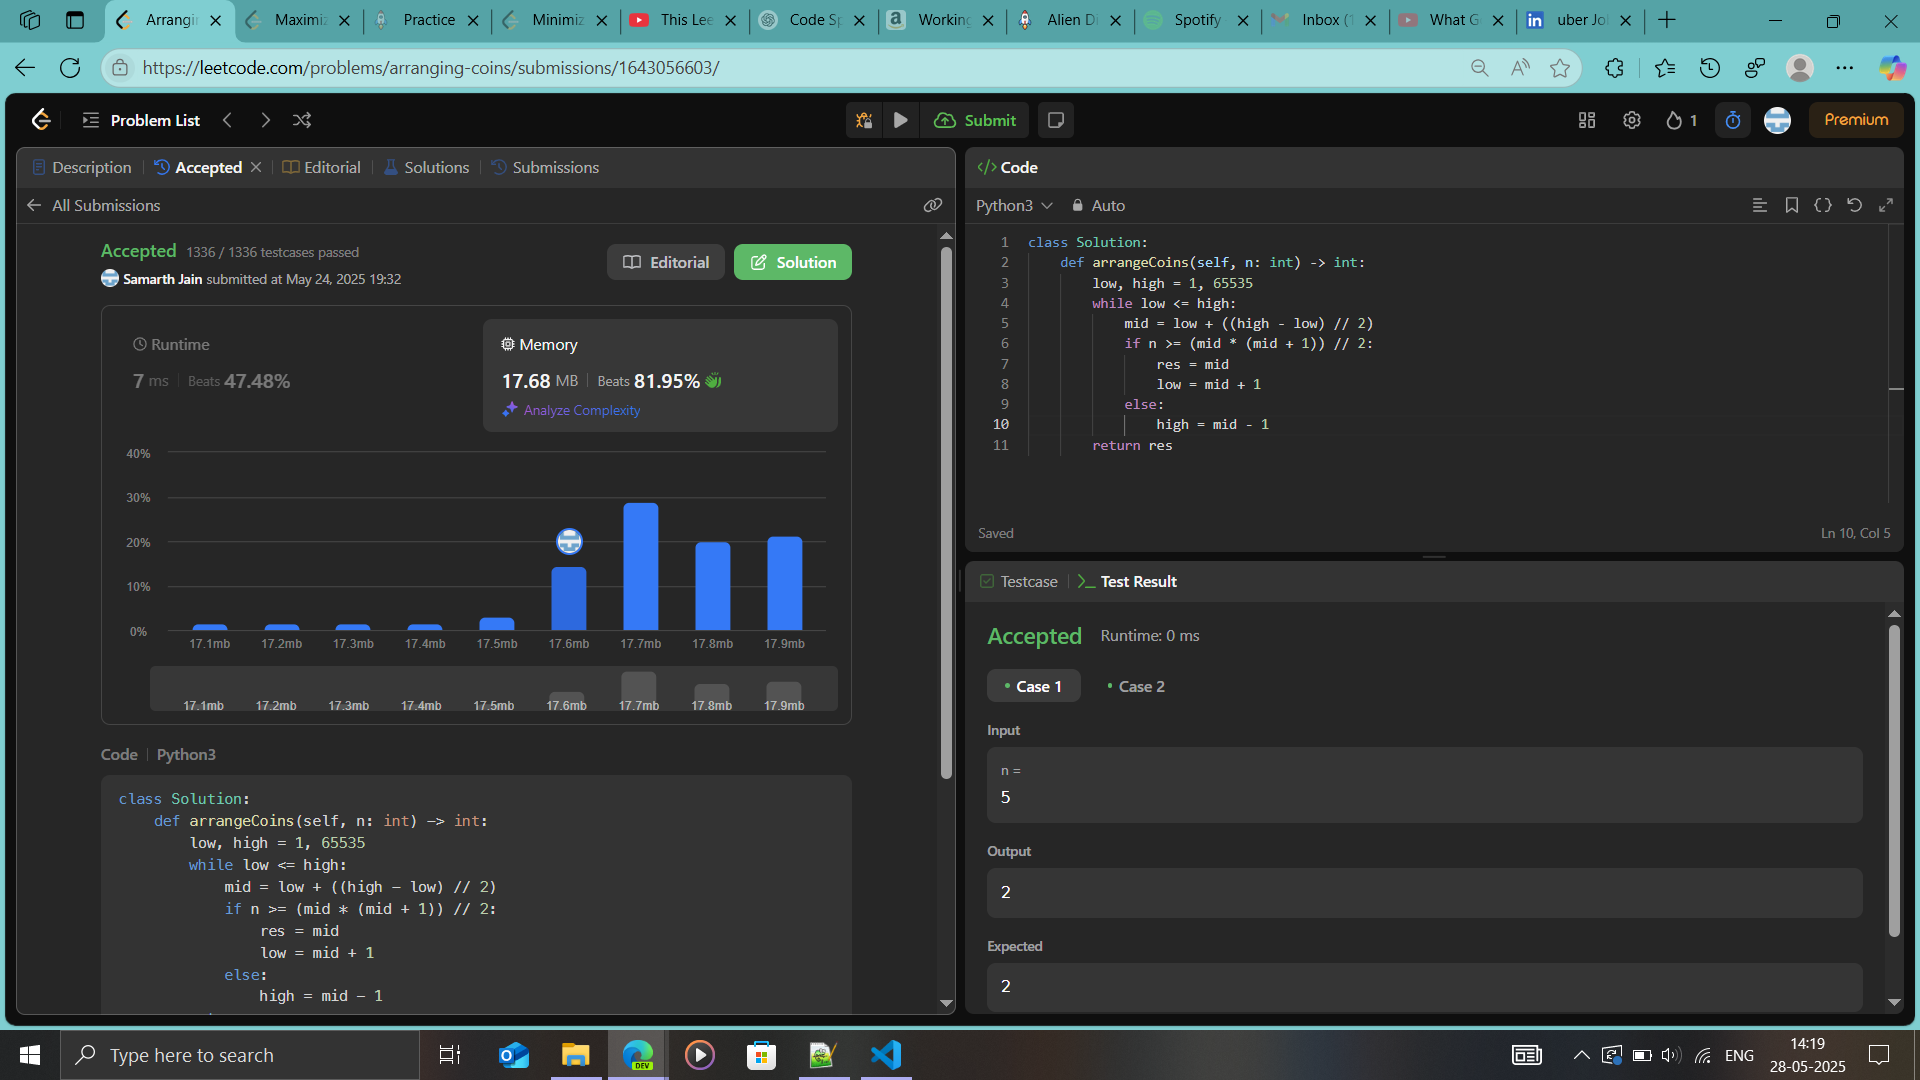 Arrangin
Maximiz
Practice
Minimiz
This Lee
Code Sp
Working
Alien Di
Spotify
Inbox (1
What G
uber Jo
https://leetcode.com/problems/arranging-coins/submissions/1643056603/
Problem List
Submit
1
Premium
Description
Accepted
Editorial
Solutions
Submissions
All Submissions
Accepted 1336 / 1336 testcases passed
Samarth Jain submitted at May 24, 2025 19:32
Editorial
Solution
Runtime
7 ms Beats 47.48%
Memory
17.68 MB Beats 81.95%
Analyze Complexity
40%
30%
20%
10%
0%
17.1mb 17.2mb 17.3mb 17.4mb 17.5mb 17.6mb 17.7mb 17.8mb 17.9mb
17.1mb 17.2mb 17.3mb 17.4mb 17.5mb 17.6mb 17.7mb 17.8mb 17.9mb
Code Python3
class Solution:
def arrangeCoins(self, n: int) -> int:
low, high = 1, 65535
while low <= high:
mid = low + ((high - low) // 2)
if n >= (mid * (mid + 1)) // 2:
res = mid
low = mid + 1
else:
high = mid - 1
</> Code
Python3 Auto
1 class Solution:
2 def arrangeCoins(self, n: int) -> int:
3 low, high = 1, 65535
4 while low <= high:
5 mid = low + ((high - low) // 2)
6 if n >= (mid * (mid + 1)) // 2:
7 res = mid
8 low = mid + 1
9 else:
10 high = mid - 1
11 return res
Saved
Ln 10, Col 5
Testcase
Test Result
Accepted Runtime: 0 ms
Case 1
Case 2
Input
n =
5
Output
2
Expected
2
Type here to search
DEV
ENG
14:19
28-05-2025